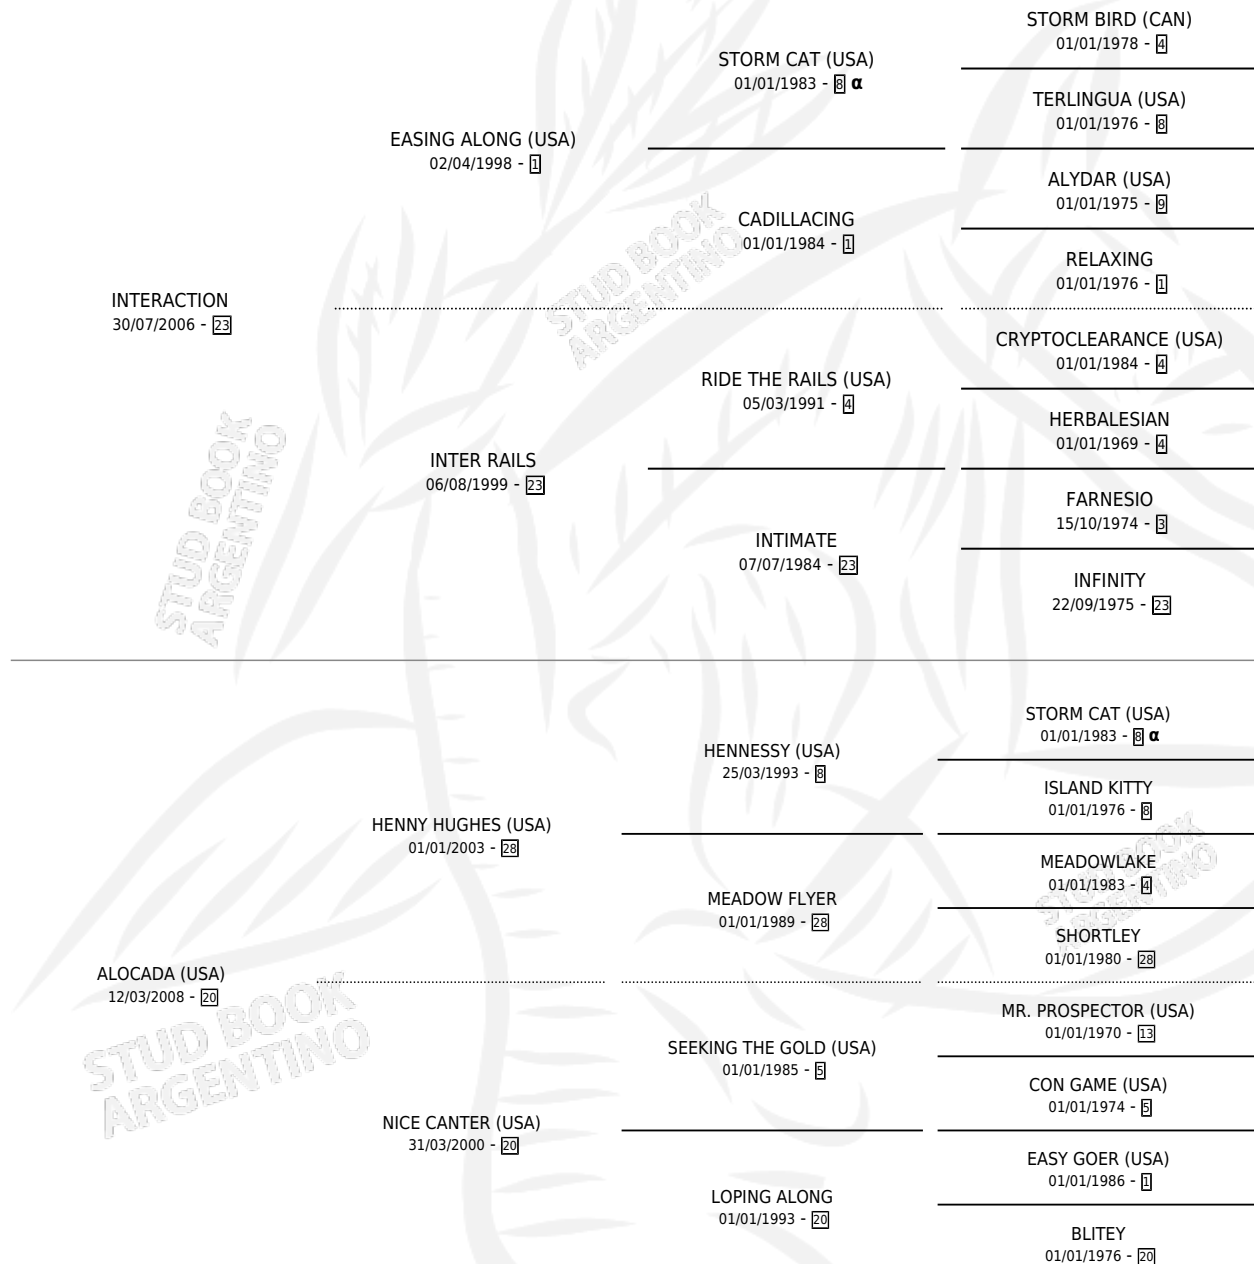 STORM BIRD (CAN)
01/01/1978 - 4
STORM CAT (USA)
01/01/1983 - 8 α
TERLINGUA (USA)
01/01/1976 - 8
EASING ALONG (USA)
02/04/1998 - 1
ALYDAR (USA)
01/01/1975 - 9
CADILLACING
01/01/1984 - 1
RELAXING
01/01/1976 - 1
INTERACTION
30/07/2006 - 23
CRYPTOCLEARANCE (USA)
01/01/1984 - 4
RIDE THE RAILS (USA)
05/03/1991 - 4
HERBALESIAN
01/01/1969 - 4
INTER RAILS
06/08/1999 - 23
FARNESIO
15/10/1974 - 3
INTIMATE
07/07/1984 - 23
INFINITY
22/09/1975 - 23
STORM CAT (USA)
01/01/1983 - 8 α
HENNESSY (USA)
25/03/1993 - 8
ISLAND KITTY
01/01/1976 - 8
HENNY HUGHES (USA)
01/01/2003 - 28
MEADOWLAKE
01/01/1983 - 4
MEADOW FLYER
01/01/1989 - 28
SHORTLEY
01/01/1980 - 28
ALOCADA (USA)
12/03/2008 - 20
MR. PROSPECTOR (USA)
01/01/1970 - 13
SEEKING THE GOLD (USA)
01/01/1985 - 5
CON GAME (USA)
01/01/1974 - 5
NICE CANTER (USA)
31/03/2000 - 20
EASY GOER (USA)
01/01/1986 - 1
LOPING ALONG
01/01/1993 - 20
BLITEY
01/01/1976 - 20
STUD BOOK
ARGENTINO
STUD BOOK
ARGENTINO
STUD BOOK
ARGENTINO
STUD BOOK
ARGENTINO